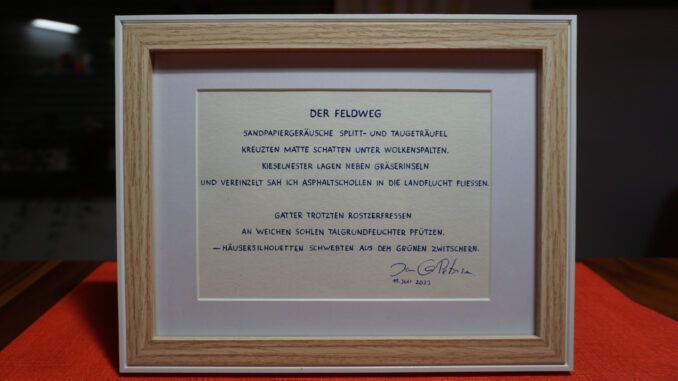 DER FELDWEG
SANDPAPIERGERÄUSCHE SPLITT- UND TAUGETRÄUFEL
KREUZTEN MATTE SCHATTEN UNTER WOLKENSPALTEN.
KIESELNESTER LAGEN NEBEN GRÄSERINSELN
UND VEREINZELT SAH ICH ASPHALTSCHOLLEN IN DIE LANDFLUCHT FLIESSEN.
GATTER TROTZTEN ROSTZERFRESSEN
AN WEICHEN SOHLEN TALGRUNDFEUCHTER PFÜTZEN.
— HÄUSERSILHOUETTEN SCHWEBTEN AUS DEM GRÜNEN ZWITSCHERN.